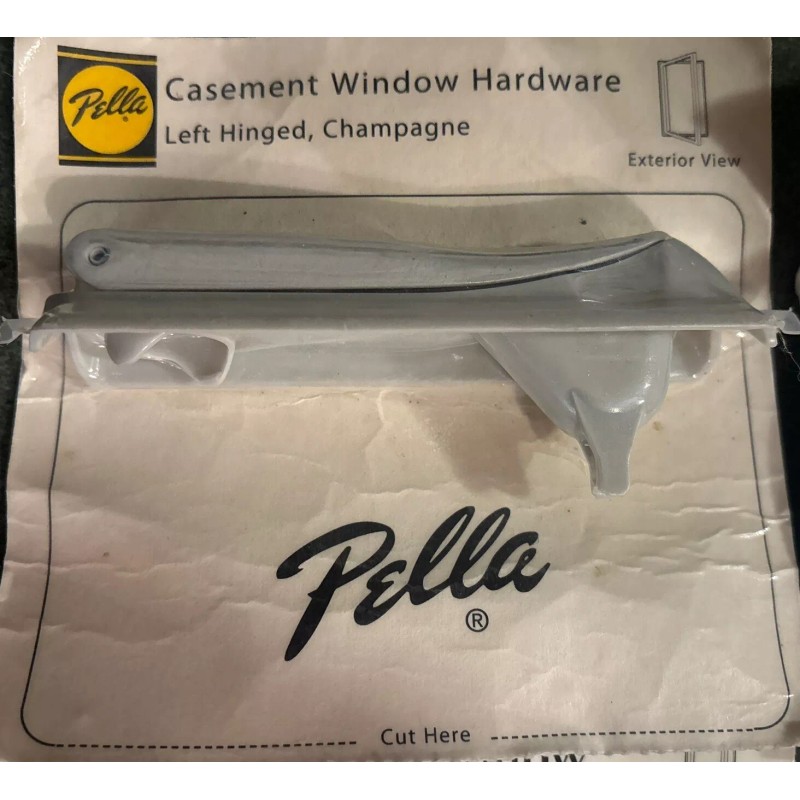 Pella
Casement Window Hardware
Left Hinged, Champagne
Exterior View
Pella
®
Cut Here